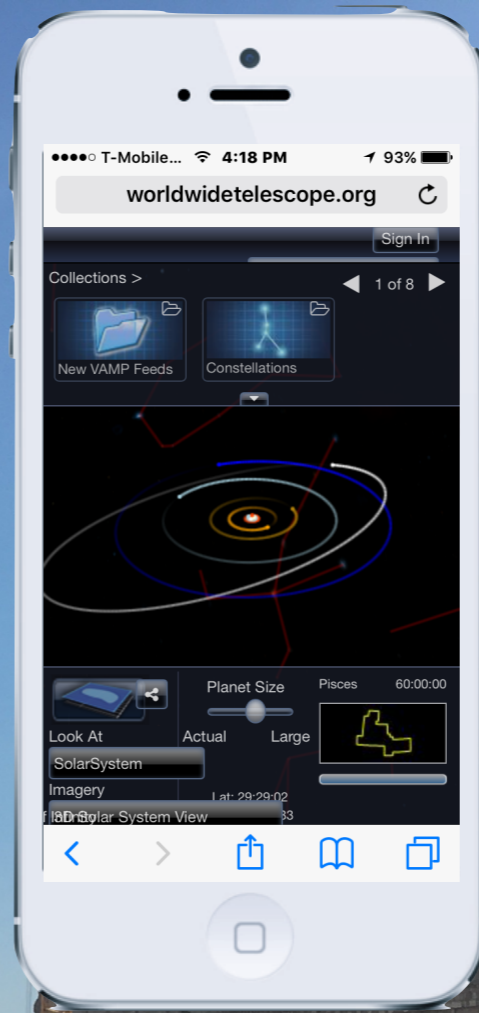 T-Mobile... 4:18 PM 93%
worldwidetelescope.org
Sign In
Collections >
1 of 8
New VAMP Feeds
Constellations
Planet Size
Pisces 60:00:00
Look At
Actual Large
SolarSystem
Imagery
Lat: 29:29:02
3D Solar System View